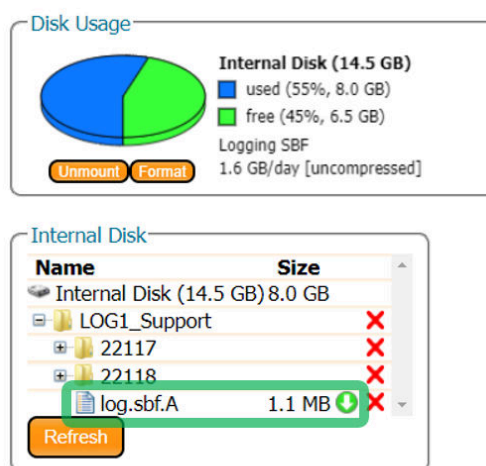 Disk Usage
Internal Disk (14.5 GB)
used (55%, 8.0 GB)
free (45%, 6.5 GB)
Logging SBF
1.6 GB/day [uncompressed]
Unmount Format
Internal Disk
Name Size
Internal Disk (14.5 GB) 8.0 GB
LOG1_Support
22117
22118
log.sbf.A 1.1 MB
Refresh